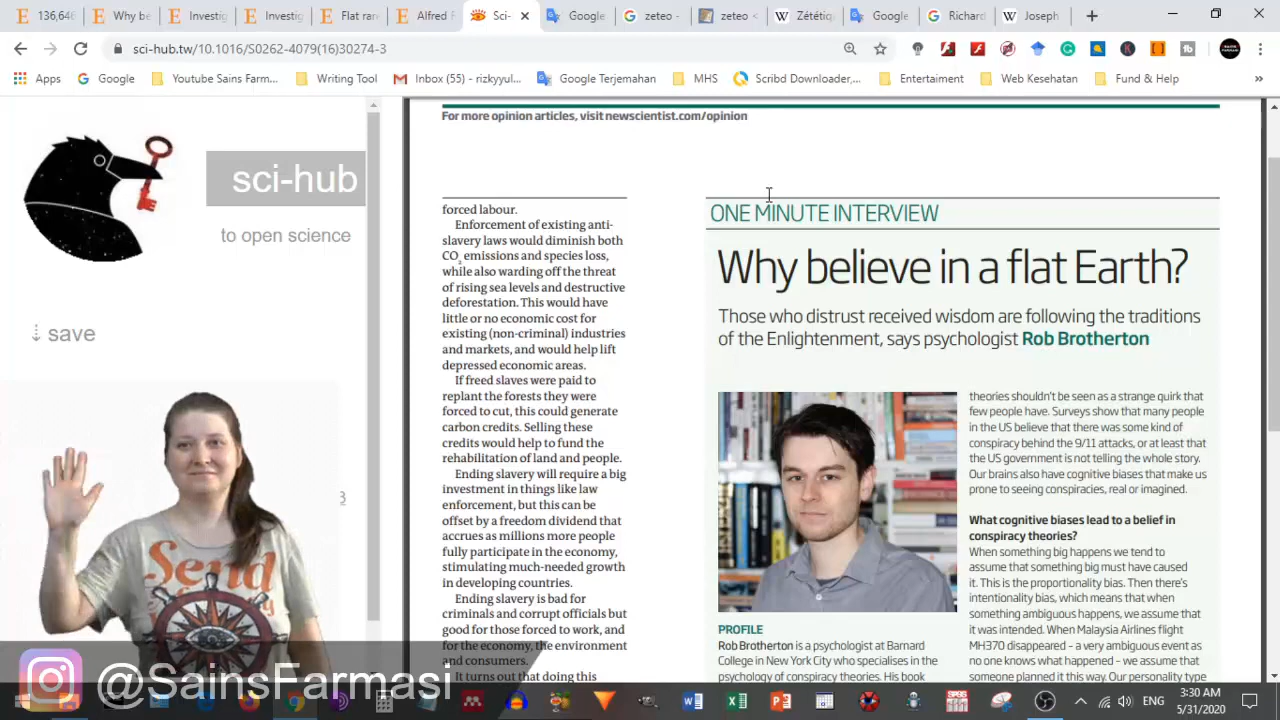 136,646
Why be
Investig
Investig
Flat rar
Alfred F
Sci-
Google
zeteo -
zeteo <
Zététiq
Google
Richard
Joseph
sci-hub.tw/10.1016/S0262-4079(16)30274-3
Apps
Google
Youtube Sains Farm...
Writing Tool
Inbox (55) - rizkyyul...
Google Terjemahan
MHS
Scribd Downloader,...
Entertaiment
Web Kesehatan
Fund & Help
»
sci-hub
to open science
⇣ save
For more opinion articles, visit newscientist.com/opinion
forced labour.
Enforcement of existing anti-
slavery laws would diminish both
CO₂ emissions and species loss,
while also warding off the threat
of rising sea levels and destructive
deforestation. This would have
little or no economic cost for
existing (non-criminal) industries
and markets, and would help lift
depressed economic areas.
If freed slaves were paid to
replant the forests they were
forced to cut, this could generate
carbon credits. Selling these
credits would help to fund the
rehabilitation of land and people.
Ending slavery will require a big
investment in things like law
enforcement, but this can be
offset by a freedom dividend that
accrues as millions more people
fully participate in the economy,
stimulating much-needed growth
in developing countries.
Ending slavery is bad for
criminals and corrupt officials but
good for those forced to work, and
for the economy, the environment
and consumers.
It turns out that doing this
ONE MINUTE INTERVIEW
Why believe in a flat Earth?
Those who distrust received wisdom are following the traditions
of the Enlightenment, says psychologist Rob Brotherton
PROFILE
Rob Brotherton is a psychologist at Barnard
College in New York City who specialises in the
psychology of conspiracy theories. His book
theories shouldn't be seen as a strange quirk that
few people have. Surveys show that many people
in the US believe that there was some kind of
conspiracy behind the 9/11 attacks, or at least that
the US government is not telling the whole story.
Our brains also have cognitive biases that make us
prone to seeing conspiracies, real or imagined.
What cognitive biases lead to a belief in
conspiracy theories?
When something big happens we tend to
assume that something big must have caused
it. This is the proportionality bias. Then there's
intentionality bias, which means that when
something ambiguous happens, we assume that
it was intended. When Malaysia Airlines flight
MH370 disappeared – a very ambiguous event as
no one knows what happened – we assume that
someone planned it this way. Our personality type
3
Send
@SainsFarmasi
ENG
3:30 AM
5/31/2020